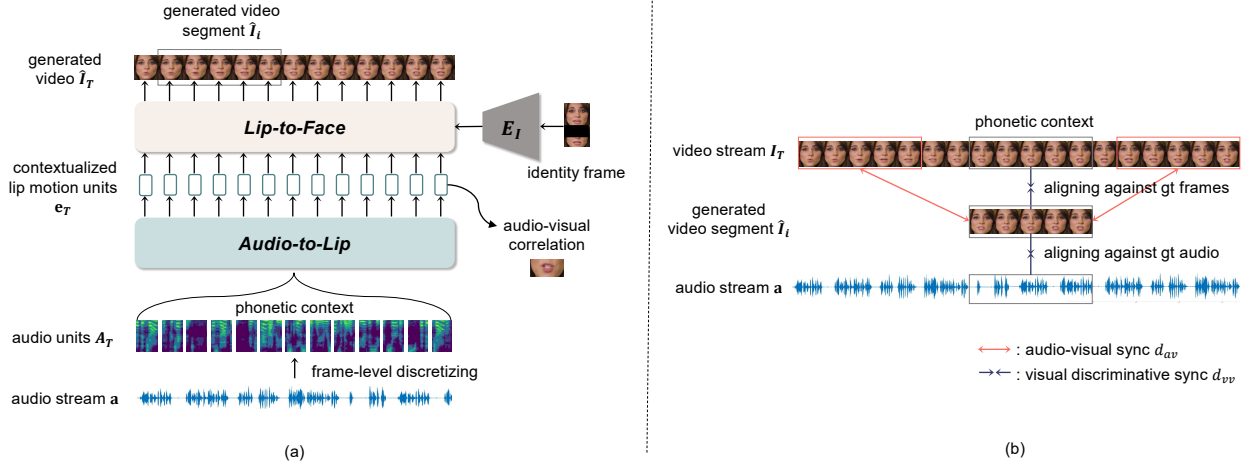 generated video
segment Î_i
generated
video Î_T
Lip-to-Face
E_I
identity frame
contextualized
lip motion units
e_T
audio-visual
correlation
Audio-to-Lip
phonetic context
audio units A_T
frame-level discretizing
audio stream a
(a)
phonetic context
video stream I_T
aligning against gt frames
generated
video segment Î_i
aligning against gt audio
audio stream a
: audio-visual sync d_av
: visual discriminative sync d_vv
(b)